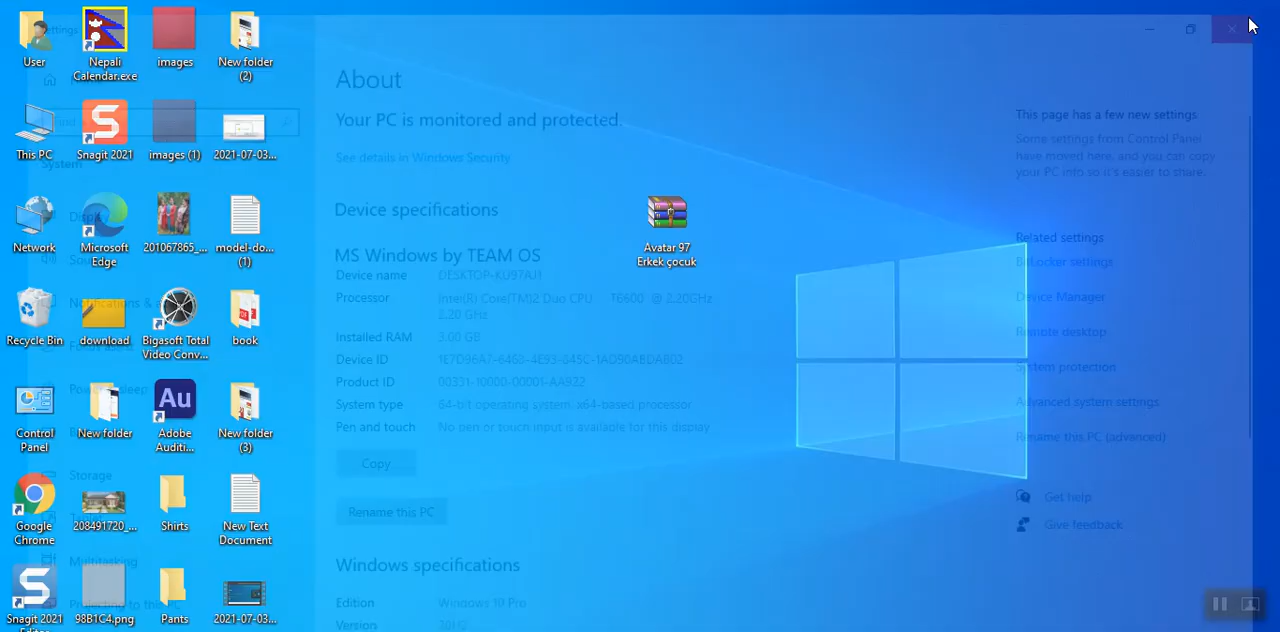 User
Nepali
Calendar.exe
images
New folder
(2)
This PC
Snagit 2021
images (1)
2021-07-03...
Network
Microsoft
Edge
201067865_...
model-do...
(1)
Recycle Bin
download
Bigasoft Total
Video Conv...
book
Control
Panel
New folder
Adobe
Auditi...
New folder
(3)
Google
Chrome
208491720_...
Shirts
New Text
Document
Snagit 2021
Editor
98B1C4.png
Pants
2021-07-03...
Avatar 97
Erkek çocuk
Settings
Find
System
Notifications &
Storage
Multitasking
Projecting to this PC
About
Your PC is monitored and protected.
See details in Windows Security
Device specifications
MS Windows by TEAM OS
Device name DESKTOP-KU97AJ1
Processor Intel(R) Core(TM)2 Duo CPU T6600 @ 2.20GHz
2.20 GHz
Installed RAM 3.00 GB
Device ID
Product ID 00331-10000-00001-AA922
System type 64-bit operating system, x64-based processor
Pen and touch No pen or touch input is available for this display
Copy
Rename this PC
Windows specifications
Edition Windows 10 Pro
Version
This page has a few new settings
Some settings from Control Panel
have moved here, and you can copy
your PC info so it's easier to share.
Related settings
BitLocker settings
Device Manager
Remote desktop
System protection
Advanced system settings
Rename this PC (advanced)
Get help
Give feedback